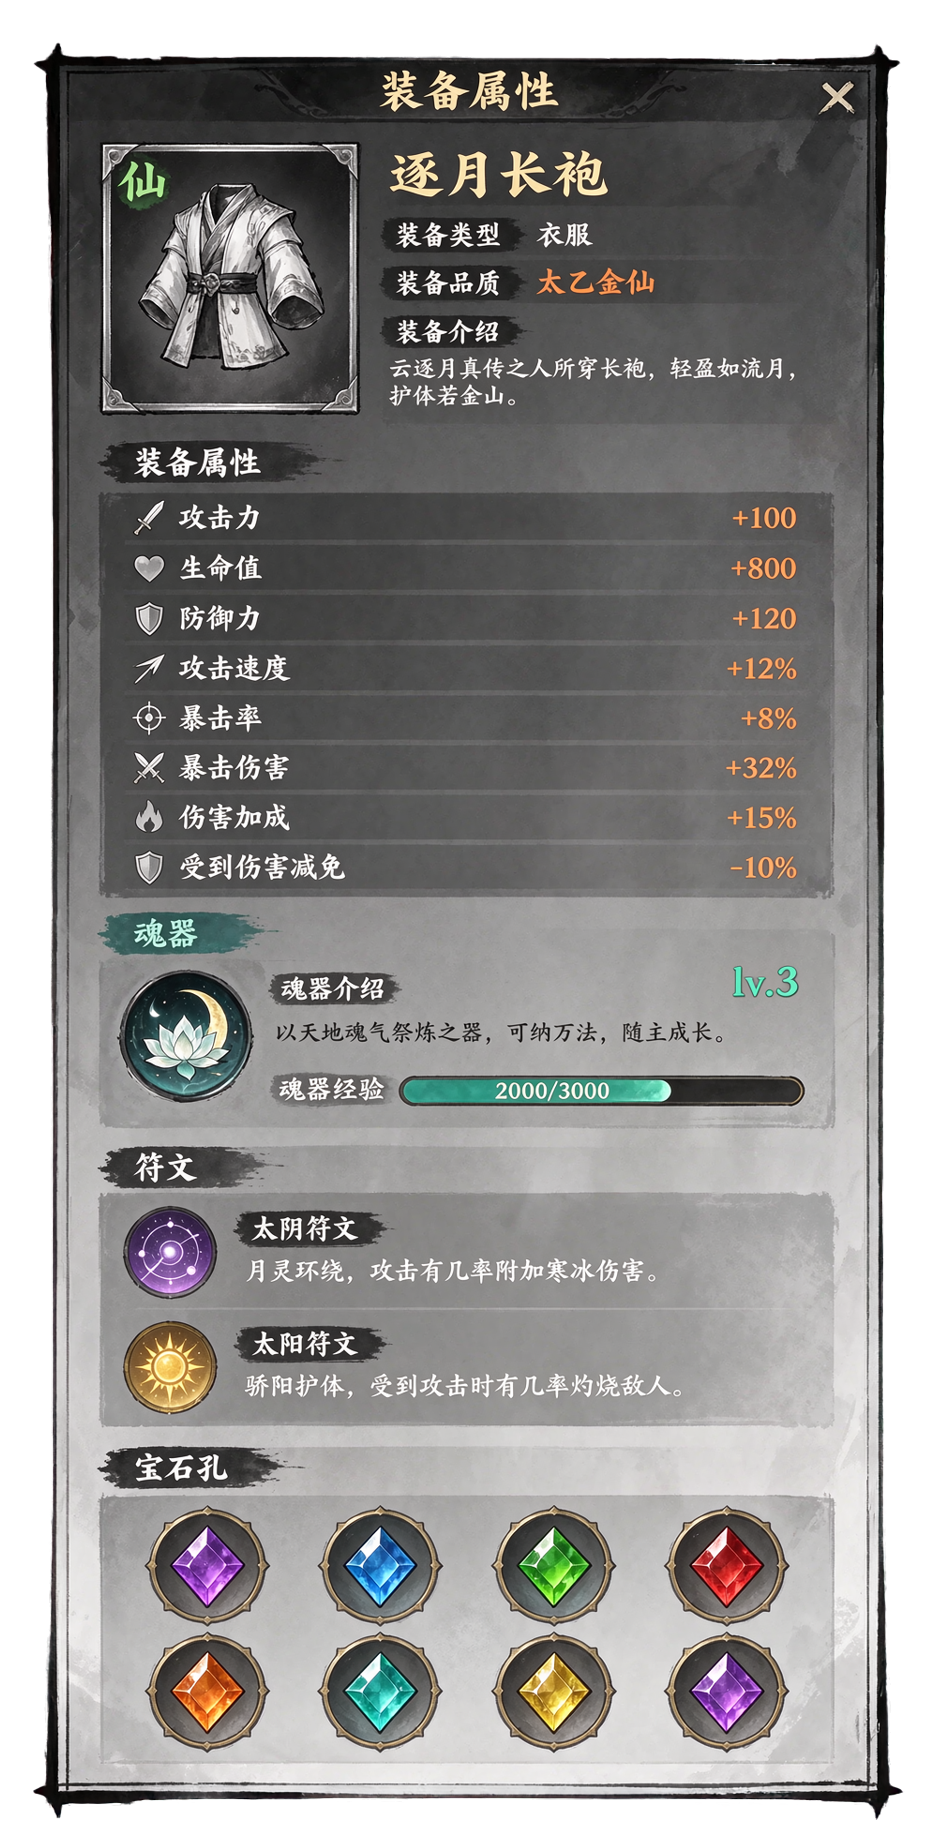 装备属性
仙
逐月长袍
装备类型 衣服
装备品质 太乙金仙
装备介绍
云逐月真传之人所穿长袍，轻盈如流月，
护体若金山。
装备属性
攻击力 +100
生命值 +800
防御力 +120
攻击速度 +12%
暴击率 +8%
暴击伤害 +32%
伤害加成 +15%
受到伤害减免 -10%
魂器
魂器介绍 lv.3
以天地魂气祭炼之器，可纳万法，随主成长。
魂器经验 2000/3000
符文
太阴符文
月灵环绕，攻击有几率附加寒冰伤害。
太阳符文
骄阳护体，受到攻击时有几率灼烧敌人。
宝石孔